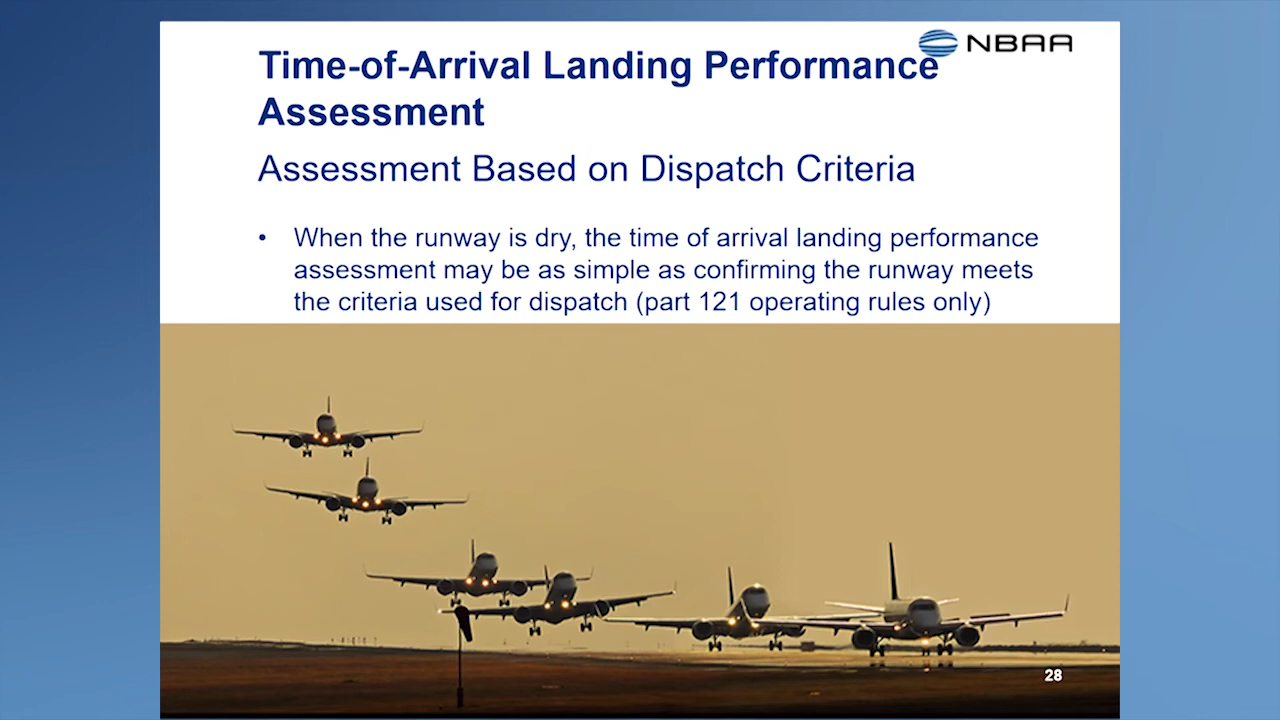 NBAA
Time-of-Arrival Landing Performance
Assessment
Assessment Based on Dispatch Criteria
• When the runway is dry, the time of arrival landing performance
assessment may be as simple as confirming the runway meets
the criteria used for dispatch (part 121 operating rules only)
28